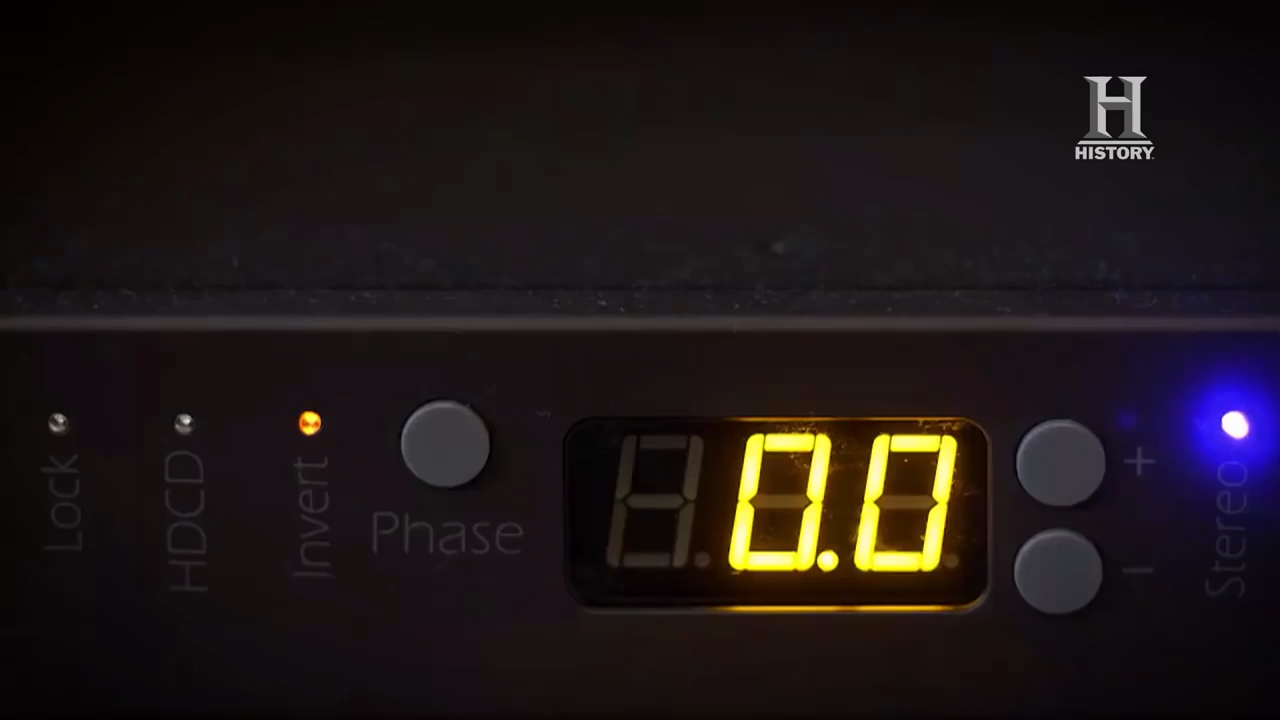 H
HISTORY
Lock
HDCD
Invert
Phase
0.0
+
-
Stereo